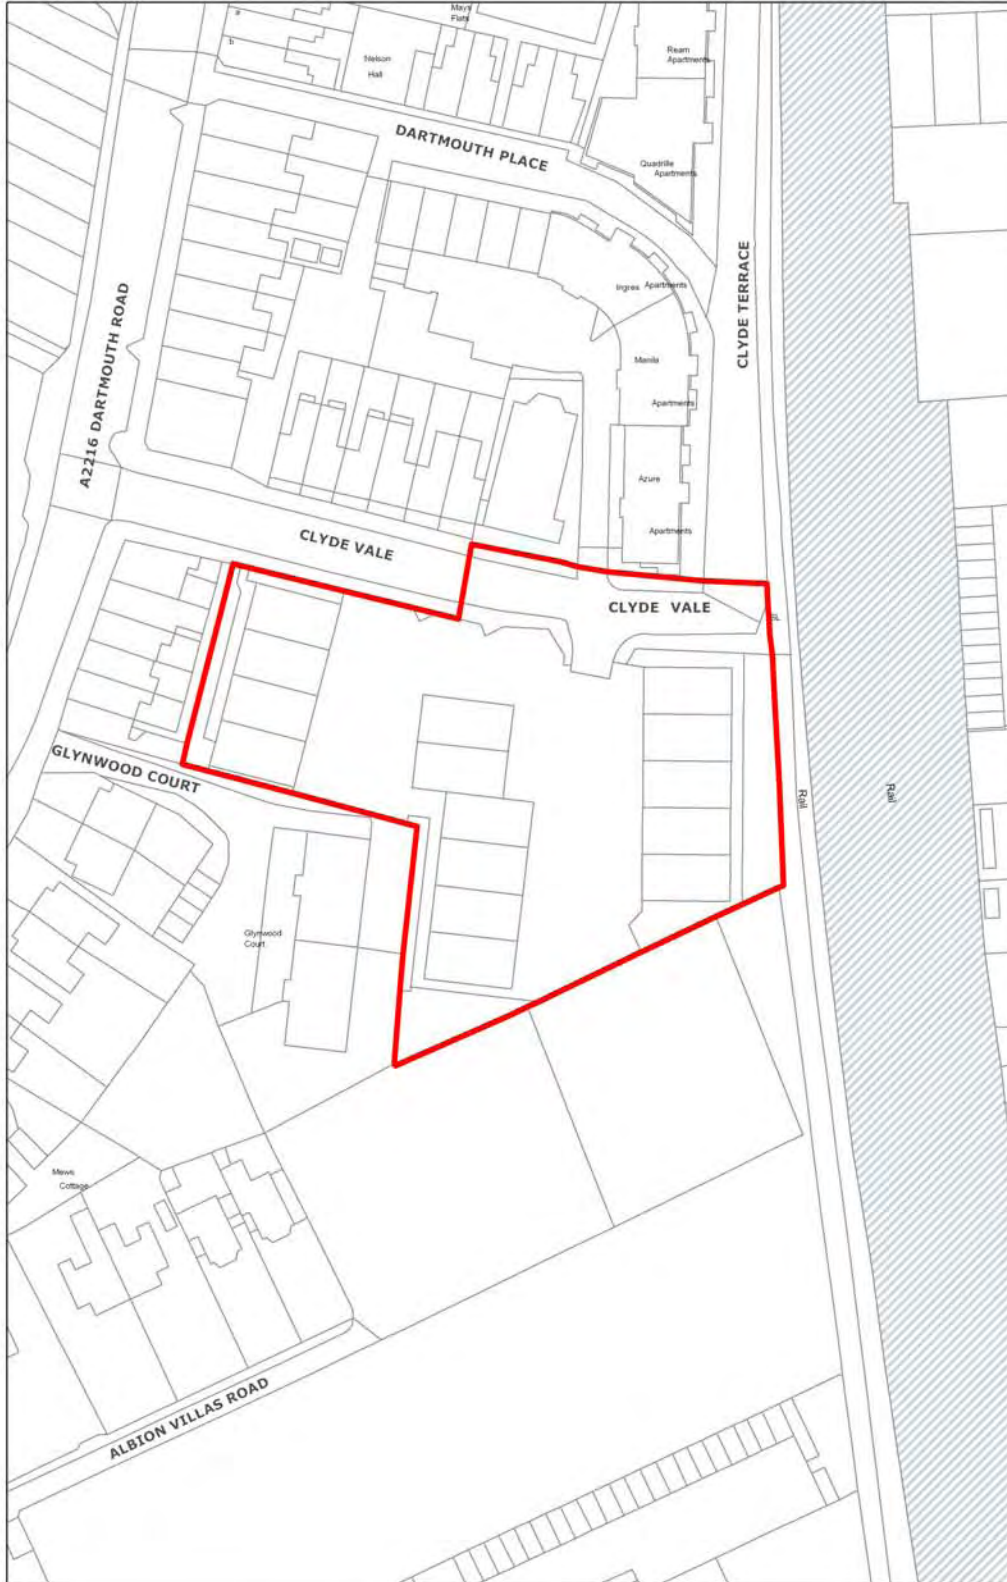 Mays
Flats
a
b
Nelson
Hall
Ream
Apartments
DARTMOUTH PLACE
Quadrille
Apartments
Ingres Apartments
CLYDE TERRACE
Manila
Apartments
A2216 DARTMOUTH ROAD
Azure
Apartments
CLYDE VALE
CLYDE VALE
SL
GLYNWOOD COURT
Rail
Rail
Glynwood
Court
Mews
Cottage
ALBION VILLAS ROAD